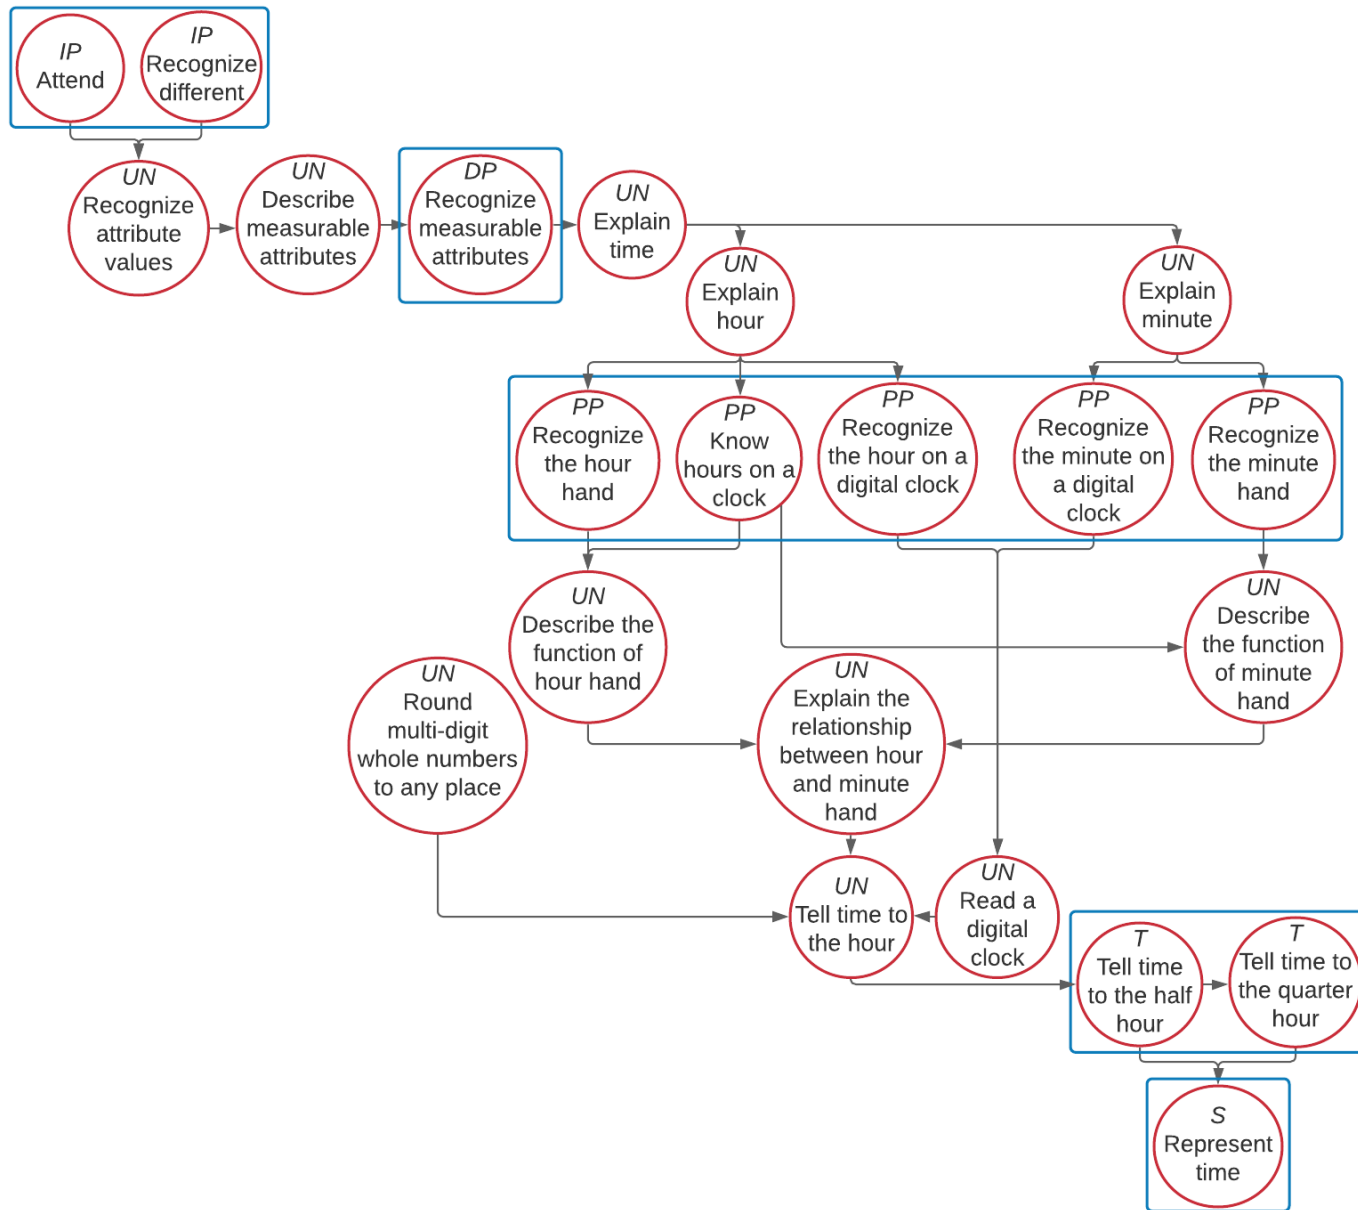 IP
Attend
IP
Recognize
different
UN
Recognize
attribute
values
UN
Describe
measurable
attributes
DP
Recognize
measurable
attributes
UN
Explain
time
UN
Explain
hour
UN
Explain
minute
PP
Recognize
the hour
hand
PP
Know
hours on a
clock
PP
Recognize
the hour on a
digital clock
PP
Recognize
the minute on
a digital
clock
PP
Recognize
the minute
hand
UN
Describe the
function of
hour hand
UN
Describe
the function
of minute
hand
UN
Round
multi-digit
whole numbers
to any place
UN
Explain the
relationship
between hour
and minute
hand
UN
Tell time to
the hour
UN
Read a
digital
clock
T
Tell time
to the half
hour
T
Tell time to
the quarter
hour
S
Represent
time